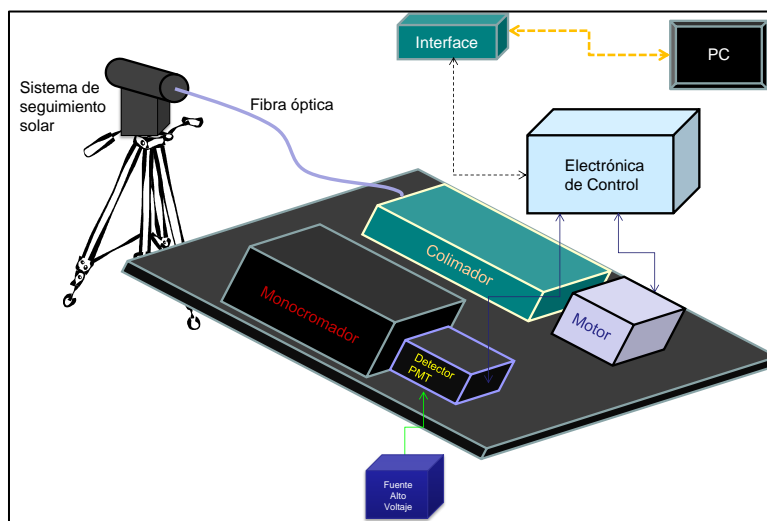 Interface
PC
Sistema de
seguimiento
solar
Fibra óptica
Electrónica
de Control
Colimador
Monocromador
Motor
Detector
PMT
Fuente
Alto
Voltaje